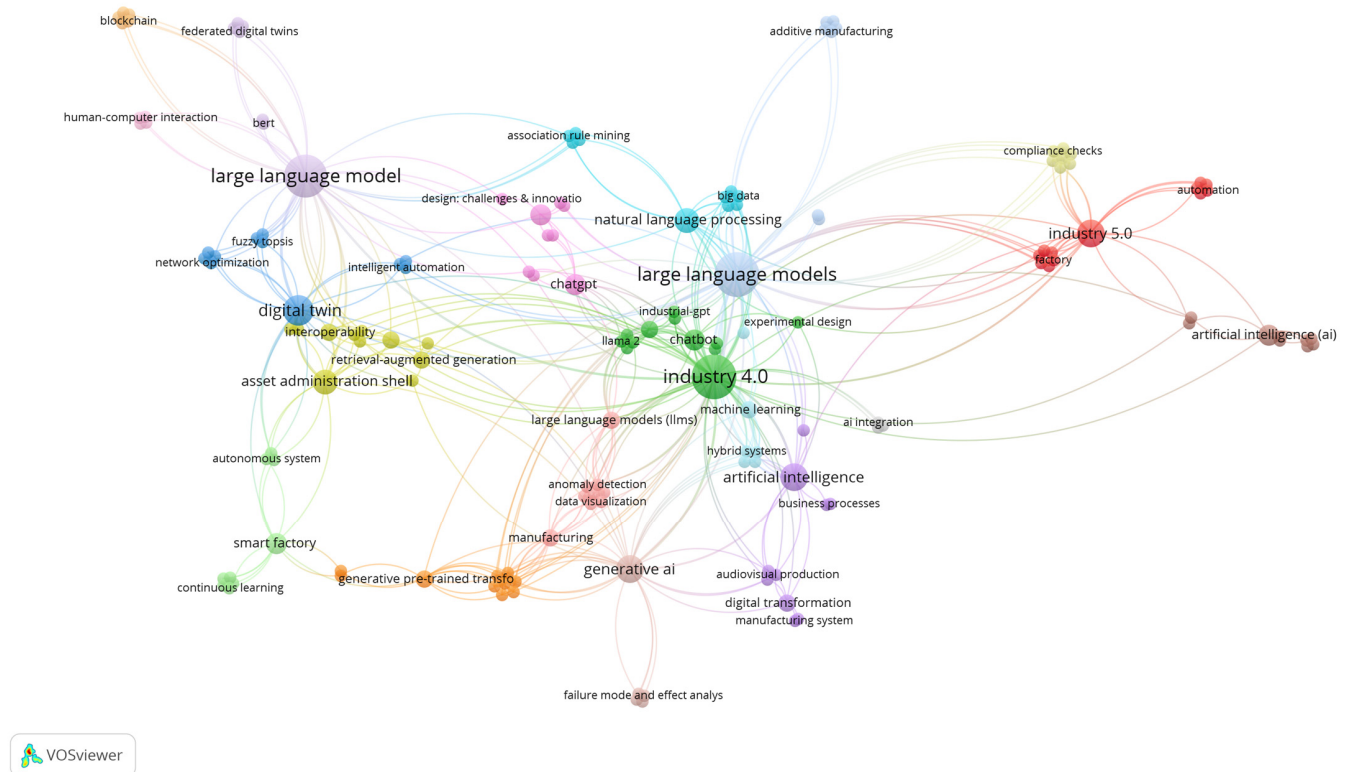 blockchain
federated digital twins
additive manufacturing
human-computer interaction
bert
association rule mining
compliance checks
large language model
automation
design: challenges & innovatio
big data
natural language processing
industry 5.0
fuzzy topsis
network optimization
intelligent automation
factory
large language models
chatgpt
digital twin
industrial-gpt
experimental design
interoperability
llama 2
chatbot
artificial intelligence (ai)
retrieval-augmented generation
asset administration shell
industry 4.0
machine learning
large language models (llms)
ai integration
autonomous system
hybrid systems
anomaly detection
artificial intelligence
data visualization
business processes
smart factory
manufacturing
continuous learning
generative pre-trained transfo
generative ai
audiovisual production
digital transformation
manufacturing system
failure mode and effect analys
VOSviewer